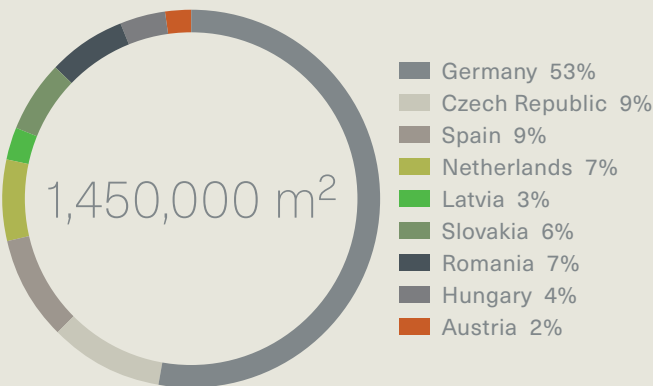 1,450,000 m²
Germany 53%
Czech Republic 9%
Spain 9%
Netherlands 7%
Latvia 3%
Slovakia 6%
Romania 7%
Hungary 4%
Austria 2%